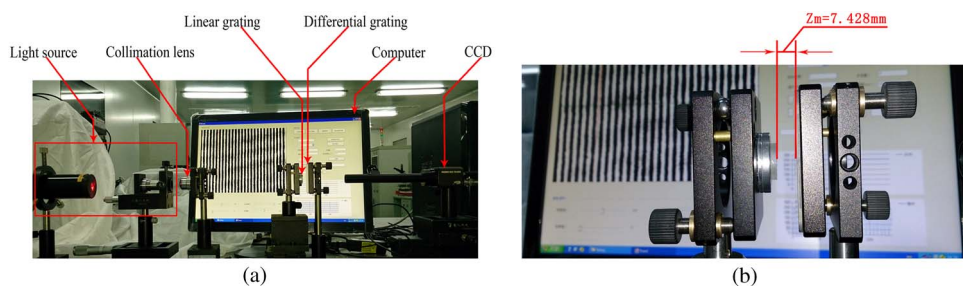 Linear grating
Differential grating
Light source
Collimation lens
Computer
CCD
Zm=7.428mm
(a)
(b)